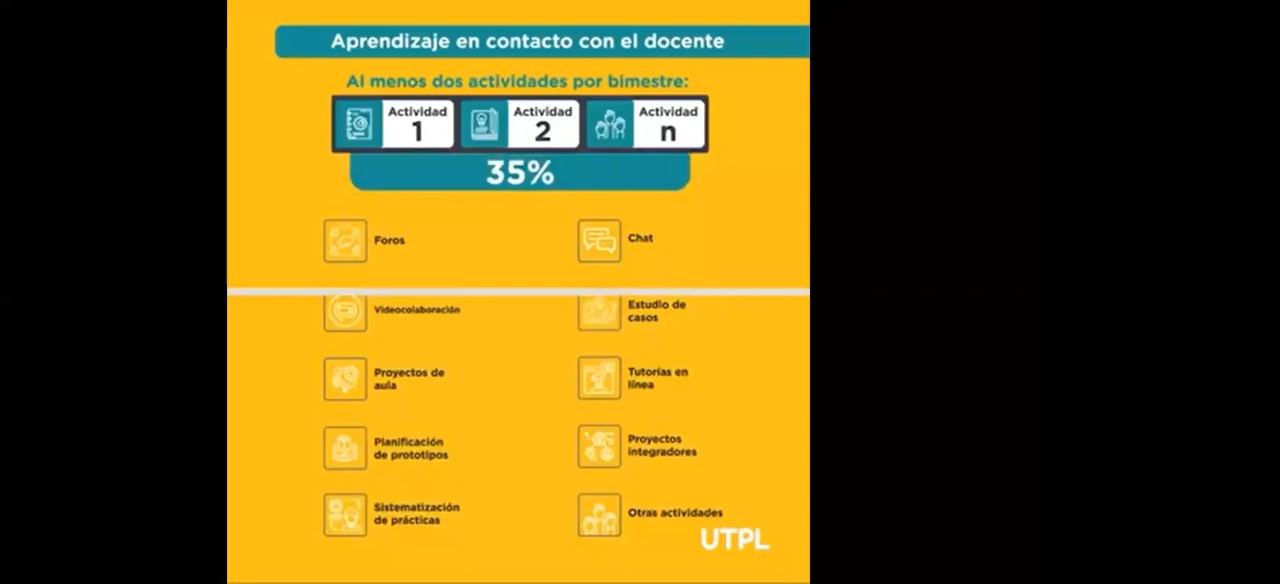 Aprendizaje en contacto con el docente
Al menos dos actividades por bimestre:
Actividad
1
Actividad
2
Actividad
n
35%
Foros
Chat
Videocolaboración
Estudio de
casos
Proyectos de
aula
Tutorías en
línea
Planificación
de prototipos
Proyectos
integradores
Sistematización
de prácticas
Otras actividades
UTPL